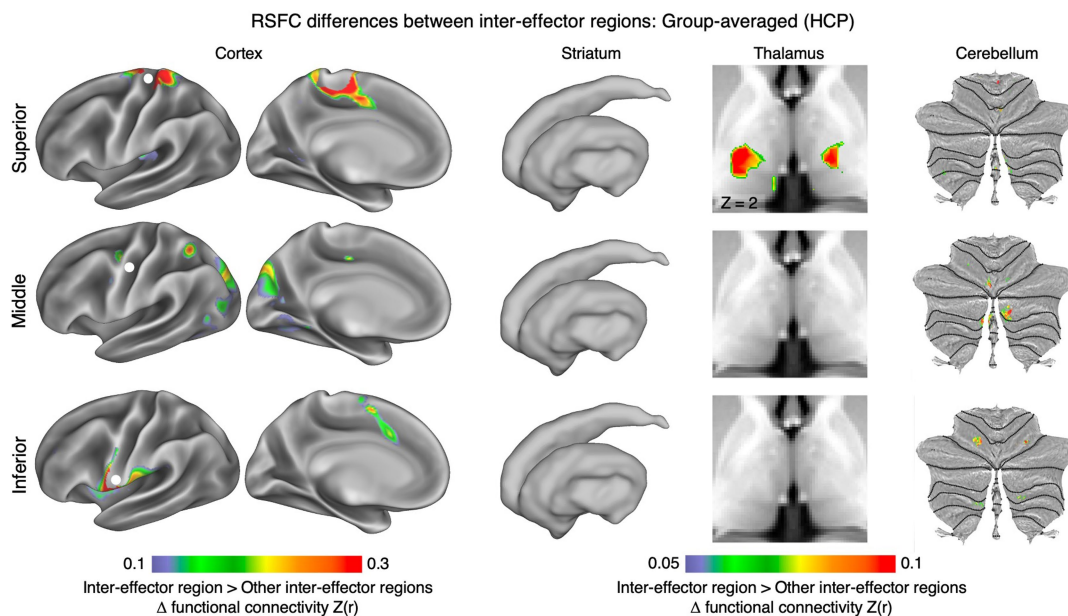 RSFC differences between inter-effector regions: Group-averaged (HCP)
Cortex
Striatum
Thalamus
Cerebellum
Superior
Z = 2
Middle
Inferior
0.1
0.3
Inter-effector region > Other inter-effector regions
Δ functional connectivity Z(r)
0.05
0.1
Inter-effector region > Other inter-effector regions
Δ functional connectivity Z(r)